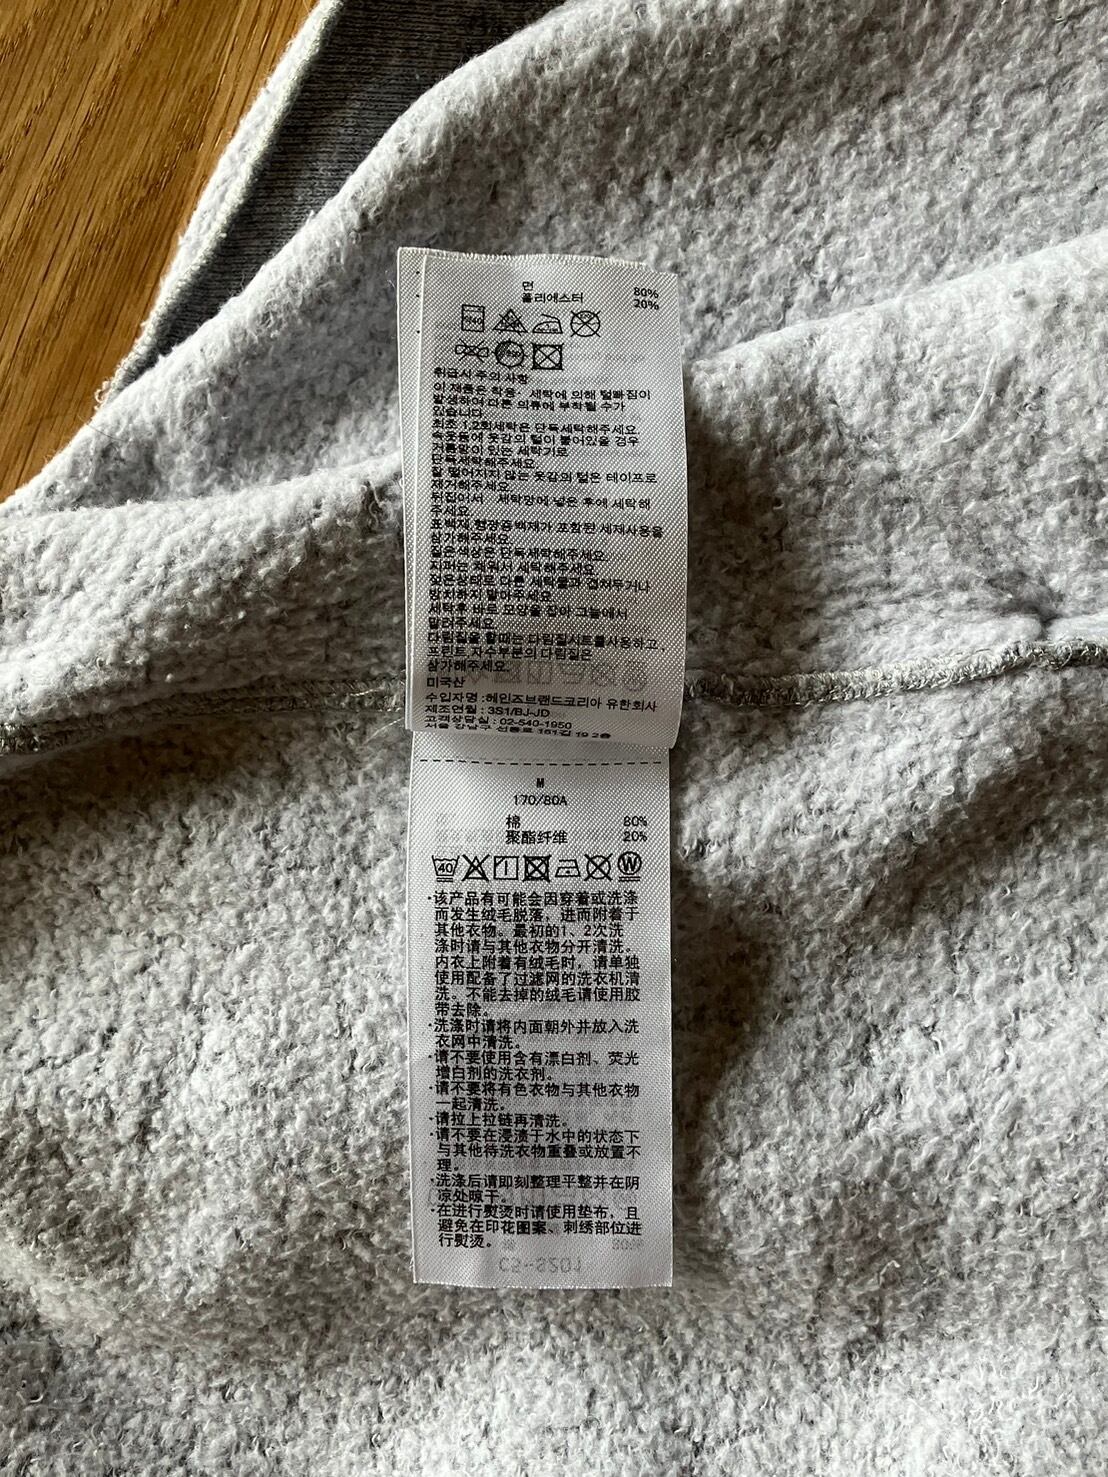 면 80%
폴리에스터 20%
취급시 주의 사항
이 제품은 착용, 세탁에 의해 털빠짐이
발생하여 다른 의류에 부착될 수가
있습니다.
최초 1,2회세탁은 단독세탁해주세요.
속옷등에 옷감의 털이 붙어있을 경우
거름망이 있는 세탁기로
단독세탁해주세요.
잘 떨어지지 않는 옷감의 털은 테이프로
제거해주세요.
뒤집어서 세탁망에 넣은 후에 세탁해
주세요.
표백제,형광증백제가 포함된 세제사용을
삼가해주세요.
짙은색상은 단독세탁해주세요.
지퍼는 채워서 세탁해주세요.
젖은상태로 다른 세탁물과 겹쳐두거나
방치하지 말아주세요.
세탁후 바로 모양을 잡아 그늘에서
말려주세요.
다림질을 할때는 다림질시트를사용하고,
프린트 자수부분의 다림질은
삼가해주세요.
미국산
수입자명 :헤인즈브랜드코리아 유한회사
제조연월 : 3S1/BJ-JD
고객상담실 : 02-540-1950
서울 강남구 선릉로 161길 19 2층
M
170/80A
棉 80%
聚酯纤维 20%
40 W
·该产品有可能会因穿着或洗涤
而发生绒毛脱落，进而附着于
其他衣物。最初的1、2次洗
涤时请与其他衣物分开清洗。
内衣上附着有绒毛时，请单独
使用配备了过滤网的洗衣机清
洗。不能去掉的绒毛请使用胶
带去除。
·洗涤时请将内面朝外并放入洗
衣网中清洗。
·请不要使用含有漂白剂、荧光
增白剂的洗衣剂。
·请不要将有色衣物与其他衣物
一起清洗。
·请拉上拉链再清洗。
·请不要在浸渍于水中的状态下
与其他待洗衣物重叠或放置不
理。
·洗涤后请即刻整理平整并在阴
凉处晾干。
·在进行熨烫时请使用垫布，且
避免在印花图案、刺绣部位进
行熨烫。